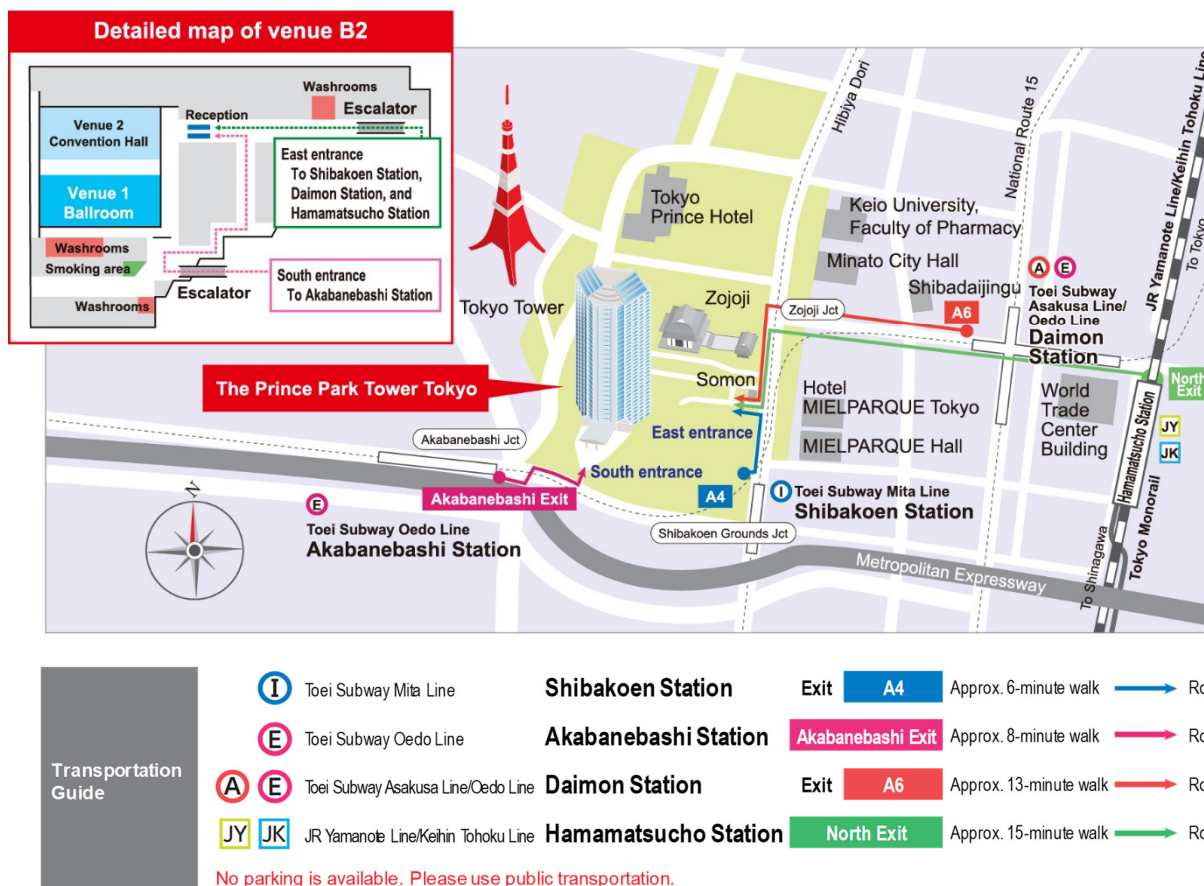 Detailed map of venue B2
Washrooms
Reception
Escalator
Venue 2
Convention Hall
East entrance
To Shibakoen Station,
Daimon Station, and
Hamamatsucho Station
Venue 1
Ballroom
Washrooms
Smoking area
Escalator
South entrance
To Akabanebashi Station
Washrooms
Hibiya Dori
National Route 15
JR Yamanote Line/Keihin Tohoku Line
To Tokyo
Tokyo
Prince Hotel
Keio University,
Faculty of Pharmacy
Minato City Hall
Shibadaijingu
A E
Toei Subway
Asakusa Line/
Oedo Line
Daimon
Station
Tokyo Tower
Zojoji
Zojoji Jct
A6
The Prince Park Tower Tokyo
Somon
Hotel
MIELPARQUE Tokyo
MIELPARQUE Hall
World
Trade
Center
Building
North
Exit
Hamamatsucho Station
JY
JK
East entrance
Akabanebashi Jct
South entrance
Akabanebashi Exit
A4
I
Toei Subway Mita Line
Shibakoen Station
N
E
Toei Subway Oedo Line
Akabanebashi Station
Shibakoen Grounds Jct
Metropolitan Expressway
To Shinagawa
Tokyo Monorail
Transportation
Guide
I Toei Subway Mita Line Shibakoen Station Exit A4 Approx. 6-minute walk
E Toei Subway Oedo Line Akabanebashi Station Akabanebashi Exit Approx. 8-minute walk
A E Toei Subway Asakusa Line/Oedo Line Daimon Station Exit A6 Approx. 13-minute walk
JY JK JR Yamanote Line/Keihin Tohoku Line Hamamatsucho Station North Exit Approx. 15-minute walk
No parking is available. Please use public transportation.